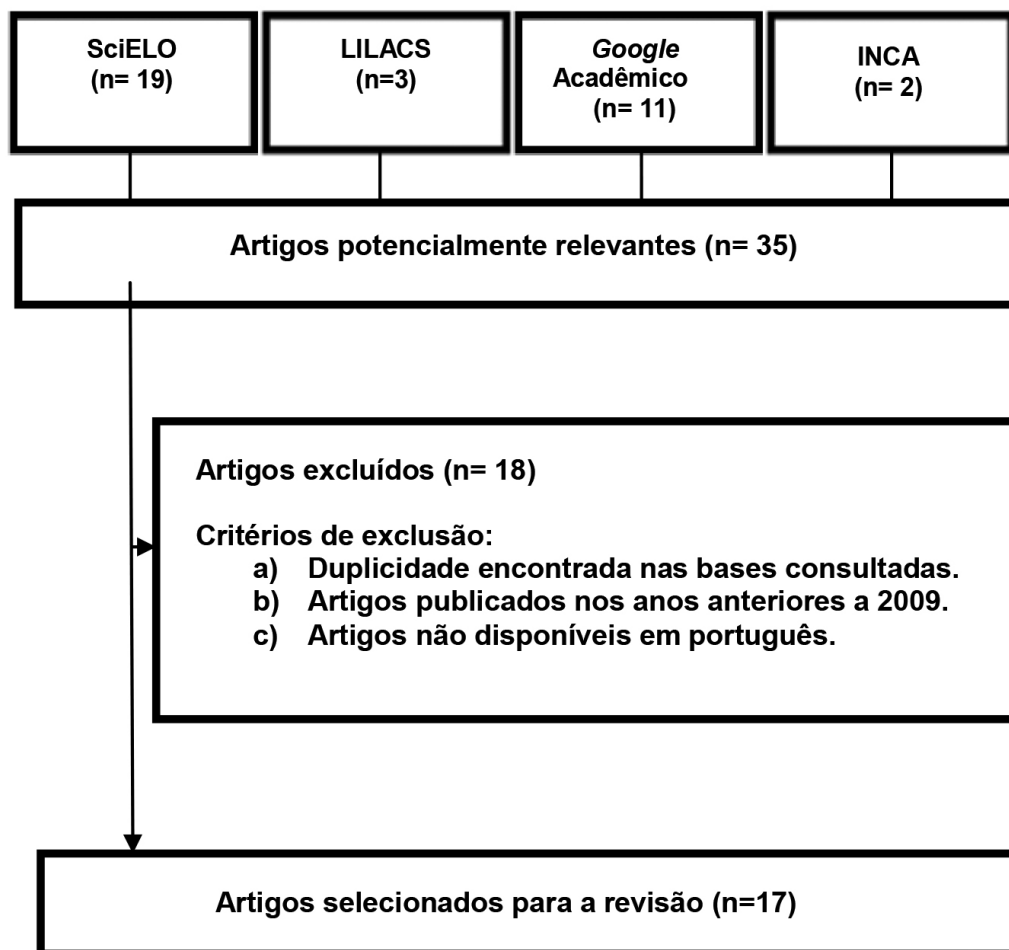 SciELO
(n= 19)
LILACS
(n=3)
Google
Acadêmico
(n= 11)
INCA
(n= 2)
Artigos potencialmente relevantes (n= 35)
Artigos excluídos (n= 18)
Critérios de exclusão:
a) Duplicidade encontrada nas bases consultadas.
b) Artigos publicados nos anos anteriores a 2009.
c) Artigos não disponíveis em português.
Artigos selecionados para a revisão (n=17)